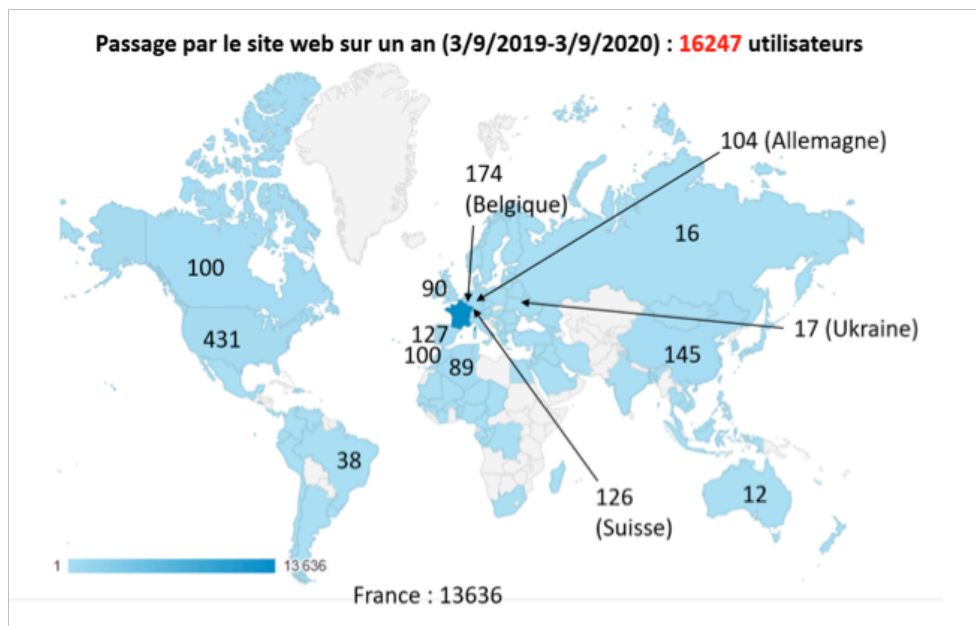 Passage par le site web sur un an (3/9/2019-3/9/2020) : 16247 utilisateurs
104 (Allemagne)
174
(Belgique)
16
100
90
17 (Ukraine)
127
431
145
100
89
38
126
(Suisse)
12
1
13 636
France : 13636